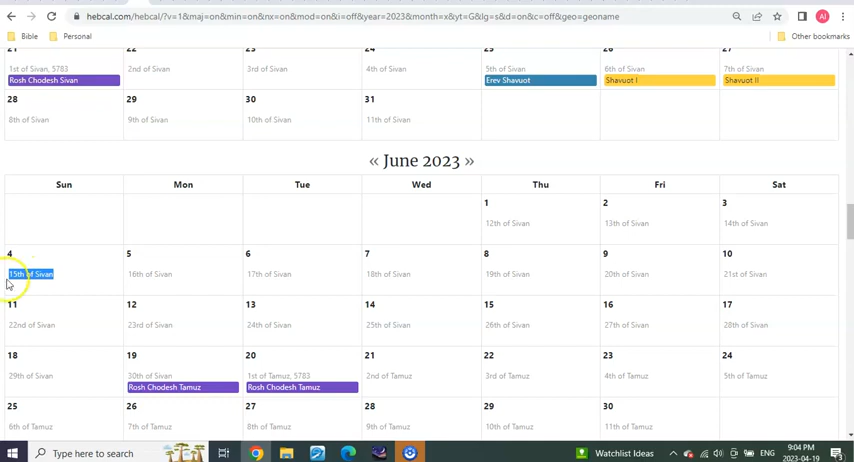 hebcal.com/hebcal/?v=1&maj=on&min=on&nx=on&mod=on&i=off&year=2023&month=x&yt=G&lg=s&d=on&c=off&geo=geoname
AI
Bible
Personal
Other bookmarks
21 22 23 24 25 26 27
1st of Sivan, 5783 2nd of Sivan 3rd of Sivan 4th of Sivan 5th of Sivan 6th of Sivan 7th of Sivan
Rosh Chodesh Sivan Erev Shavuot Shavuot I Shavuot II
28 29 30 31
8th of Sivan 9th of Sivan 10th of Sivan 11th of Sivan
« June 2023 »
Sun Mon Tue Wed Thu Fri Sat
1 2 3
12th of Sivan 13th of Sivan 14th of Sivan
4 5 6 7 8 9 10
15th of Sivan 16th of Sivan 17th of Sivan 18th of Sivan 19th of Sivan 20th of Sivan 21st of Sivan
11 12 13 14 15 16 17
22nd of Sivan 23rd of Sivan 24th of Sivan 25th of Sivan 26th of Sivan 27th of Sivan 28th of Sivan
18 19 20 21 22 23 24
29th of Sivan 30th of Sivan 1st of Tamuz, 5783 2nd of Tamuz 3rd of Tamuz 4th of Tamuz 5th of Tamuz
Rosh Chodesh Tamuz Rosh Chodesh Tamuz
25 26 27 28 29 30
6th of Tamuz 7th of Tamuz 8th of Tamuz 9th of Tamuz 10th of Tamuz 11th of Tamuz
Type here to search
Watchlist Ideas
ENG
9:04 PM
2023-04-19
3